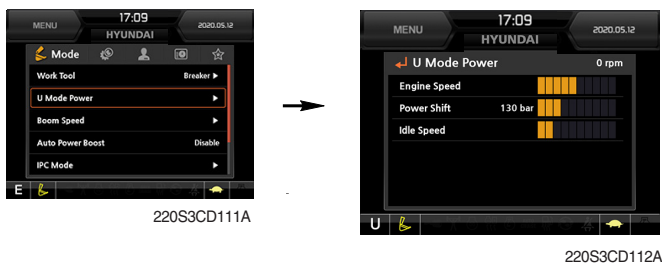 MENU
17:09
2020.05.12
HYUNDAI
Mode
Work Tool Breaker ▶
U Mode Power ▶
Boom Speed ▶
Auto Power Boost Disable
IPC Mode ▶
E
220S3CD111A
MENU
17:09
2020.05.12
HYUNDAI
U Mode Power 0 rpm
Engine Speed
Power Shift 130 bar
Idle Speed
U
220S3CD112A